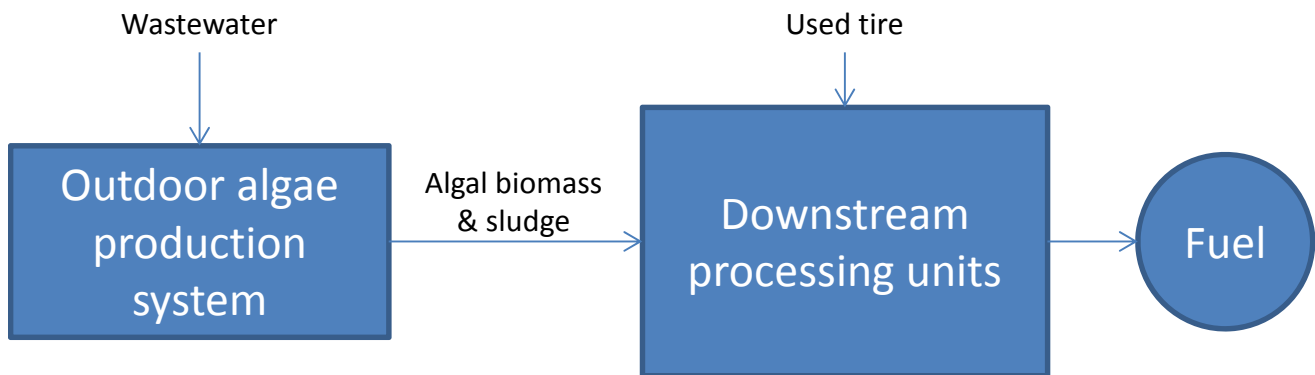 Wastewater
Used tire
Outdoor algae
production
system
Algal biomass
& sludge
Downstream
processing units
Fuel